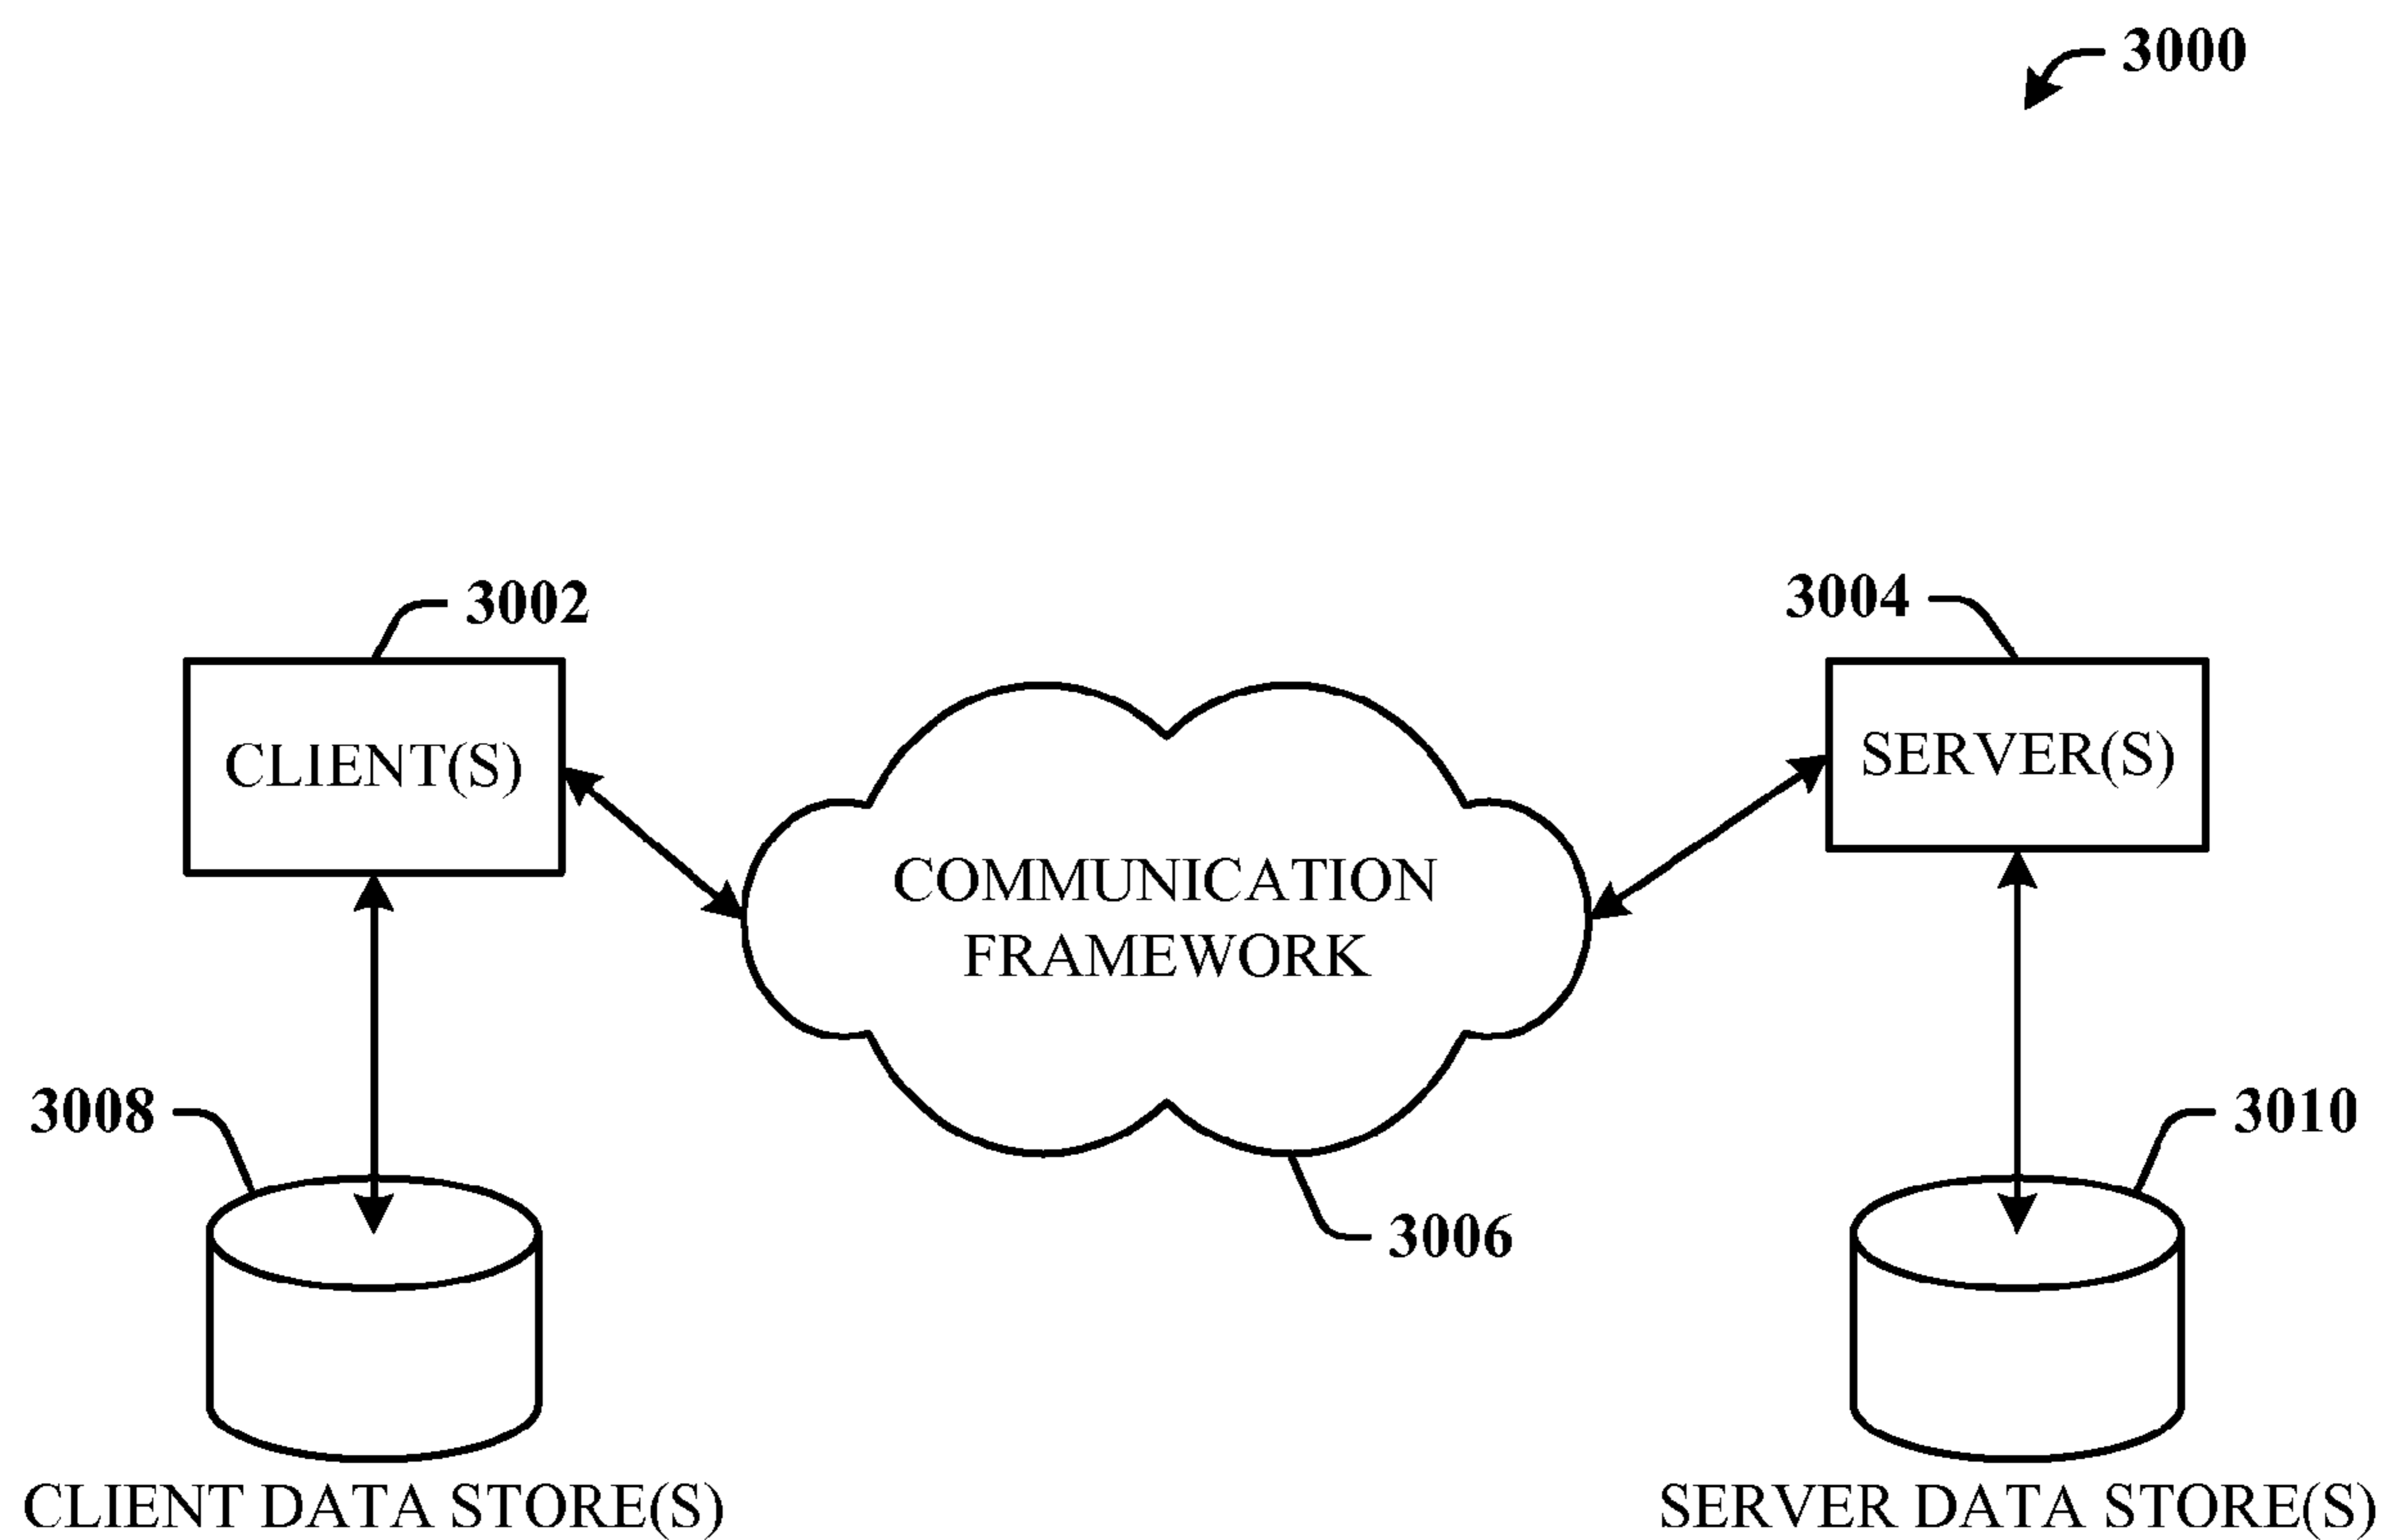 3000
3002
3004
CLIENT(S)
SERVER(S)
COMMUNICATION
FRAMEWORK
3008
3010
3006
CLIENT DATA STORE(S)
SERVER DATA STORE(S)